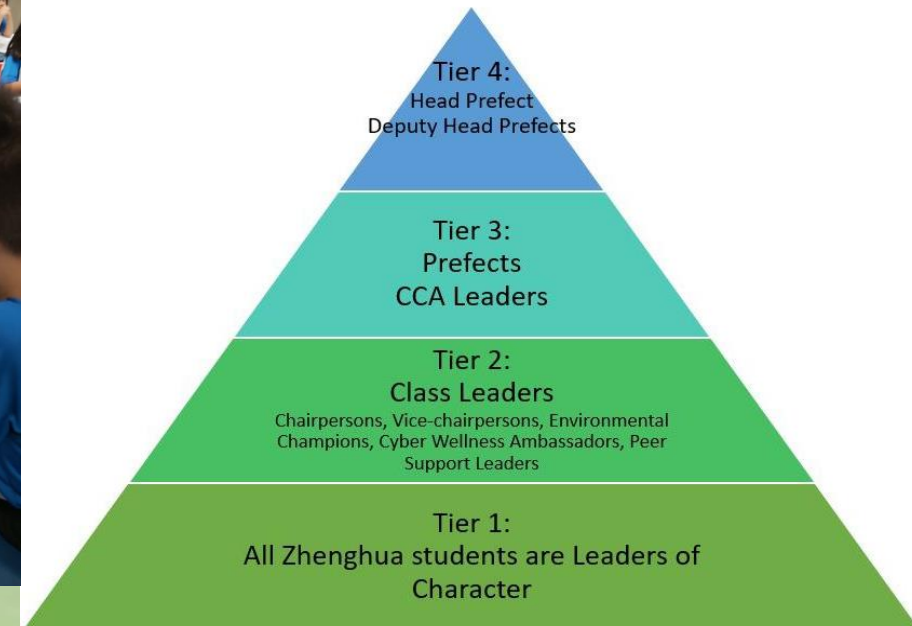 Tier 4:
Head Prefect
Deputy Head Prefects
Tier 3:
Prefects
CCA Leaders
Tier 2:
Class Leaders
Chairpersons, Vice-chairpersons, Environmental
Champions, Cyber Wellness Ambassadors, Peer
Support Leaders
Tier 1:
All Zhenghua students are Leaders of
Character